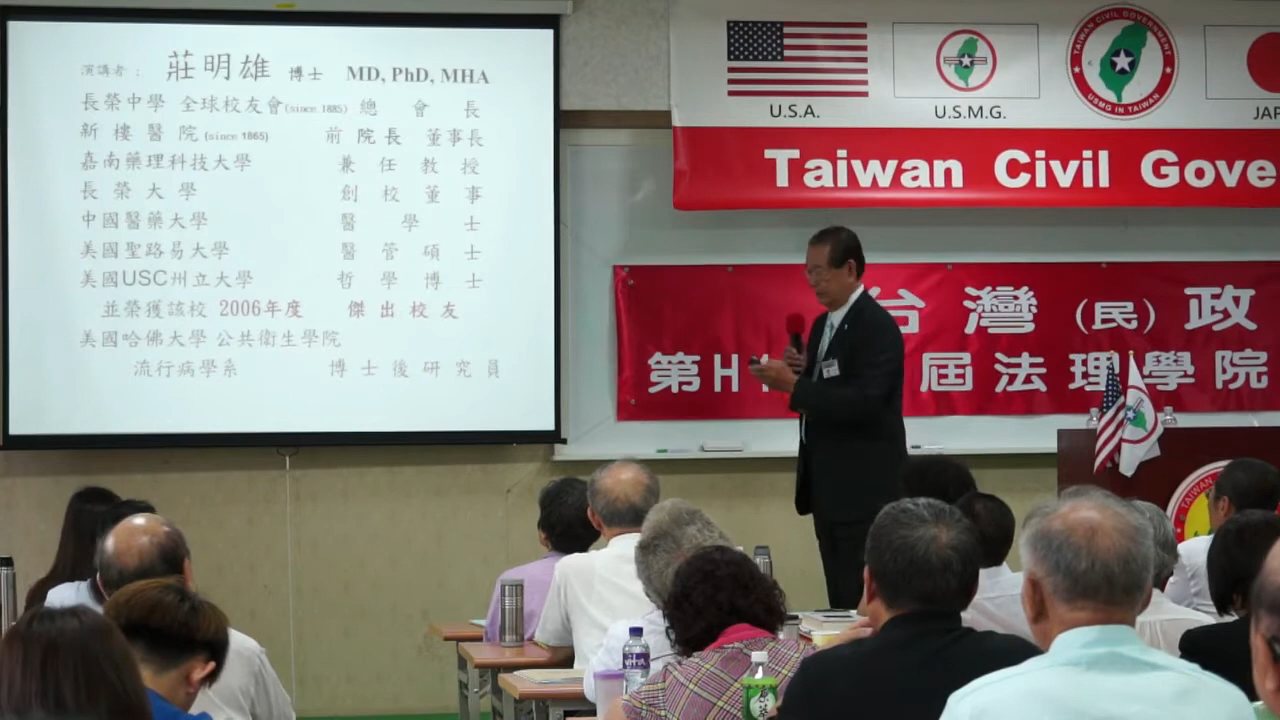 演講者： 莊明雄 博士 MD, PhD, MHA
長榮中學 全球校友會(since 1885) 總會長
新樓醫院(since 1865) 前院長 董事長
嘉南藥理科技大學 兼任教授
長榮大學 創校董事
中國醫藥大學 醫學士
美國聖路易大學 醫管碩士
美國USC州立大學 哲學博士
並榮獲該校 2006年度 傑出校友
美國哈佛大學 公共衛生學院
流行病學系 博士後研究員
U.S.A.
U.S.M.G.
TAIWAN CIVIL GOVERNMENT
USMG IN TAIWAN
JAP
Taiwan Civil Gove
台灣(民)政
第H1 屆法理學院
TAIWAN